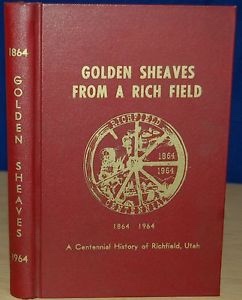 1864
GOLDEN SHEAVES
1964
GOLDEN SHEAVES
FROM A RICH FIELD
RICHFIELD
1864
1964
CENTENNIAL
1864 1964
A Centennial History of Richfield, Utah